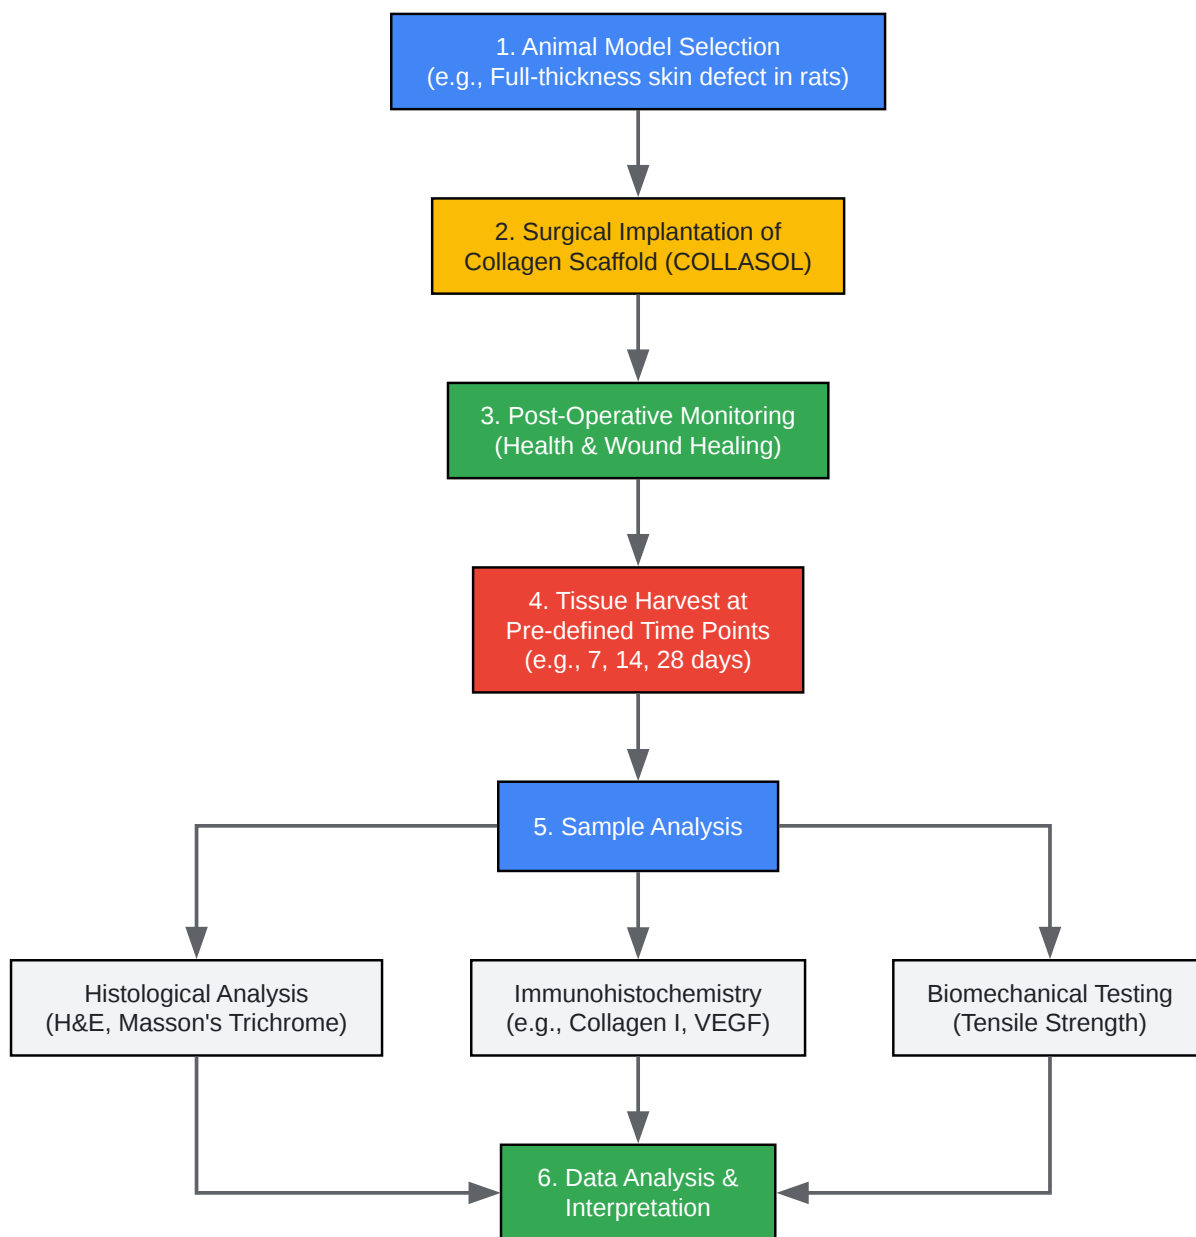 1. Animal Model Selection
(e.g., Full-thickness skin defect in rats)
2. Surgical Implantation of
Collagen Scaffold (COLLASOL)
3. Post-Operative Monitoring
(Health & Wound Healing)
4. Tissue Harvest at
Pre-defined Time Points
(e.g., 7, 14, 28 days)
5. Sample Analysis
Histological Analysis
(H&E, Masson's Trichrome)
Immunohistochemistry
(e.g., Collagen I, VEGF)
Biomechanical Testing
(Tensile Strength)
6. Data Analysis &
Interpretation